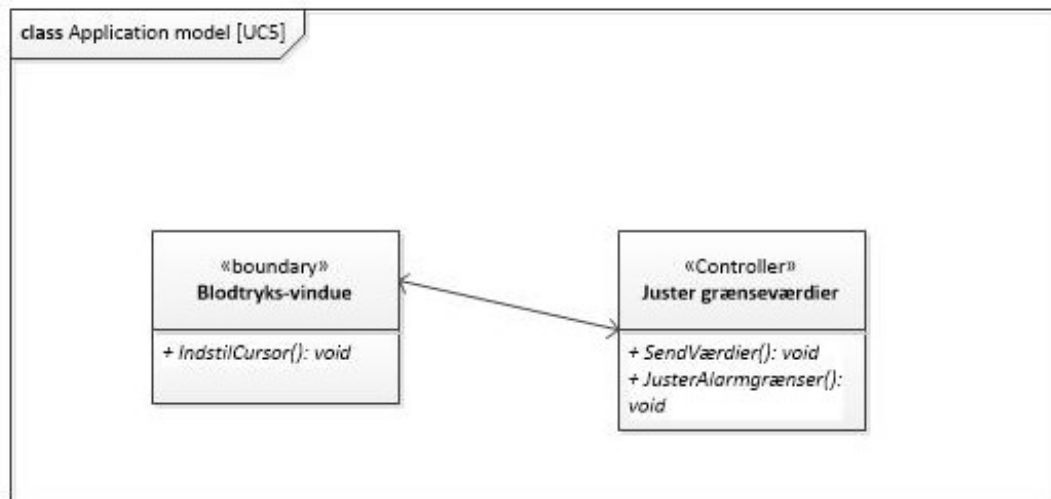 class Application model [UC5]
«boundary»
Blodtryks-vindue
+ IndstilCursor(): void
«Controller»
Juster grænseværdier
+ SendVærdier(): void
+ JusterAlarmgrænser():
void